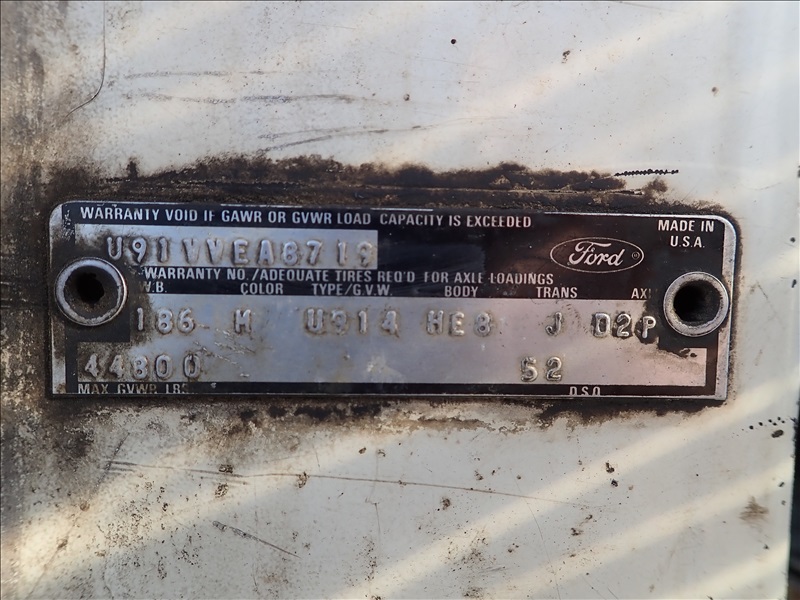 WARRANTY VOID IF GAWR OR GVWR LOAD CAPACITY IS EXCEEDED
MADE IN
U.S.A.
U91VVEA8719
Ford
WARRANTY NO./ADEQUATE TIRES REQ'D FOR AXLE LOADINGS
W.B. COLOR TYPE/G.V.W. BODY TRANS AX
186 M U914 HE8 J D2P
44800 52
MAX GVWR LBS D.S.O.